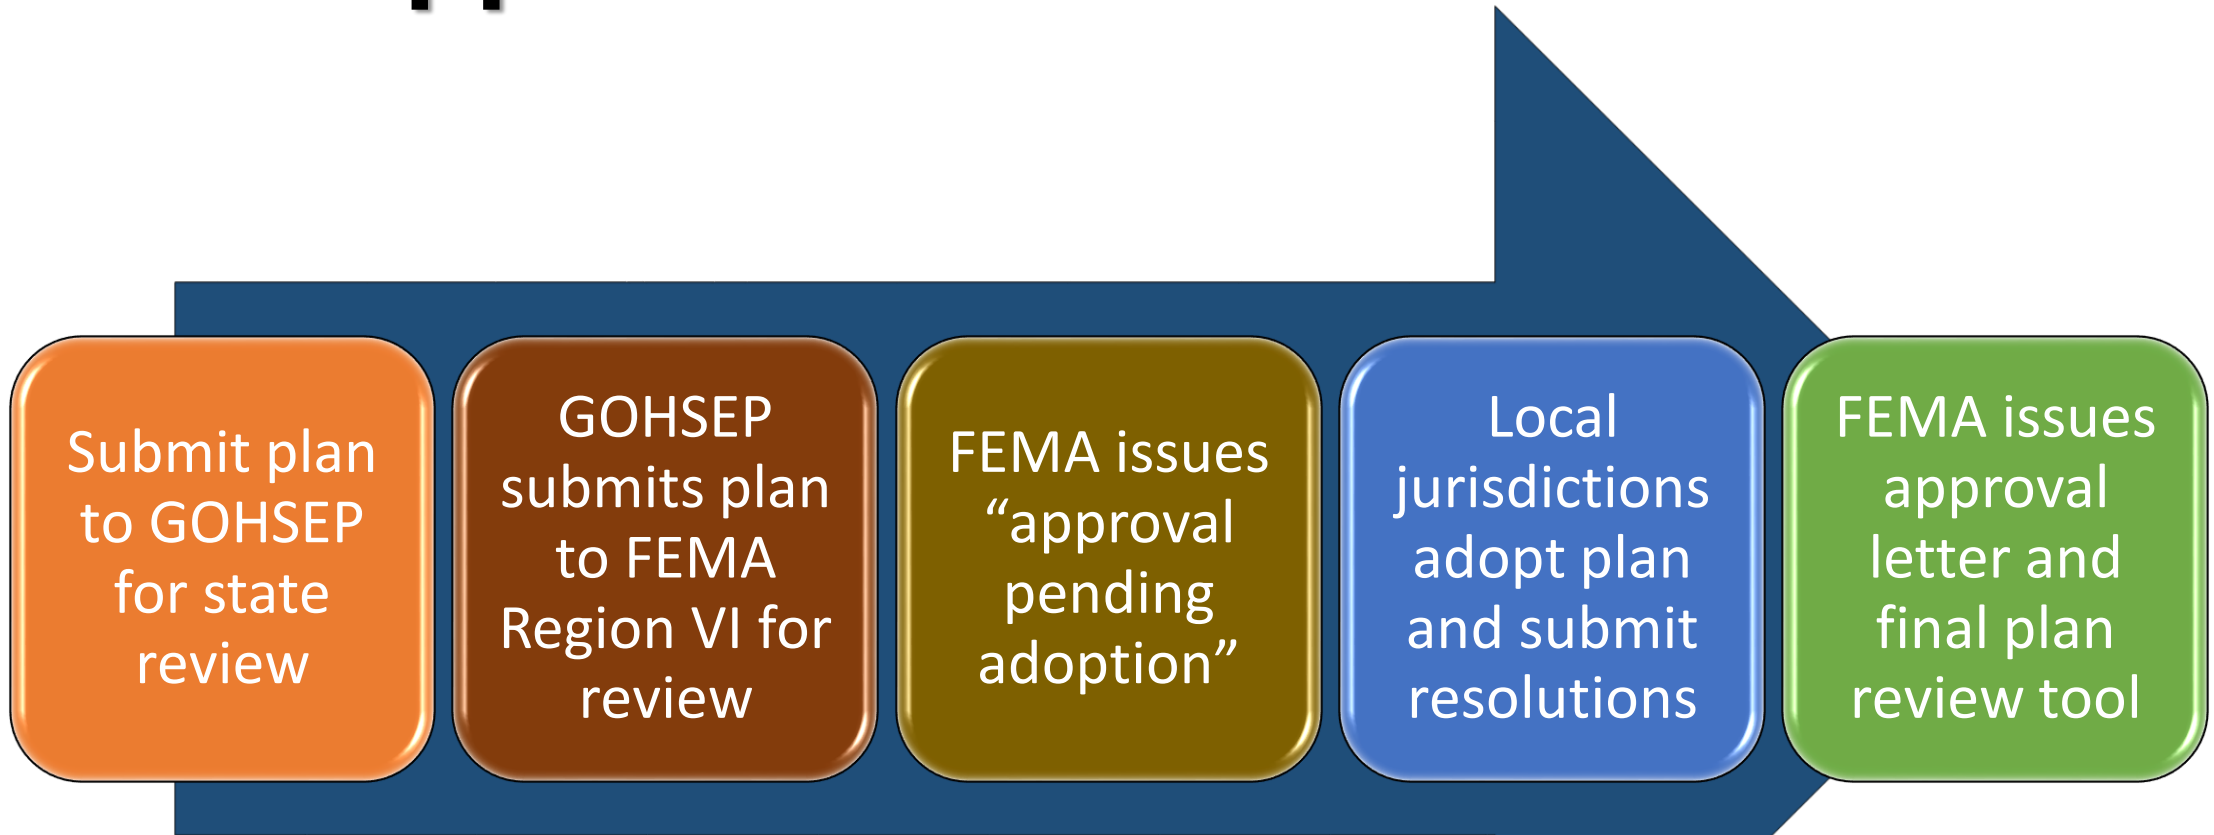 Submit plan
to GOHSEP
for state
review
GOHSEP
submits plan
to FEMA
Region VI for
review
FEMA issues
“approval
pending
adoption”
Local
jurisdictions
adopt plan
and submit
resolutions
FEMA issues
approval
letter and
final plan
review tool